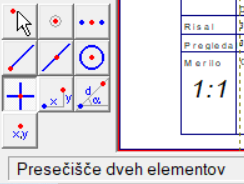 Risal
Pregleda
Merilo
1:1
x y
d
α
x,y
Presečišče dveh elementov